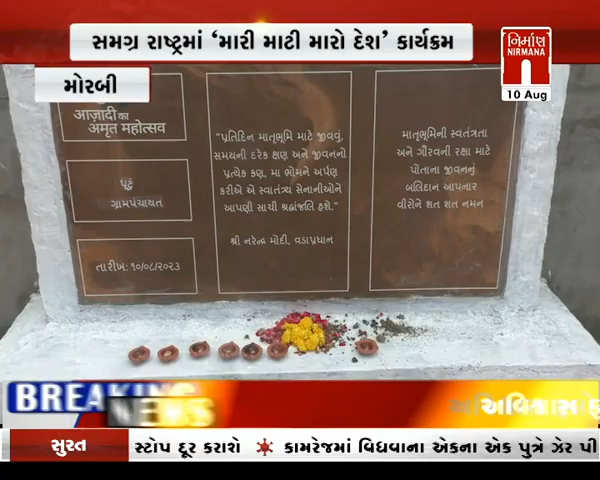 સમગ્ર રાષ્ટ્રમાં ‘મારી માટી મારો દેશ’ કાર્યક્રમ
નિર્માણ
NIRMANA
10 Aug
મોરબી
आज़ादी का
अमृत महोत्सव
ગ્રામપંચાયત
તારીખ: ૧૦/૦૮/૨૦૨૩
"પ્રતિદિન માતૃભૂમિ માટે જીવવું,
સમયની દરેક ક્ષણ અને જીવનનો
પ્રત્યેક કણ, મા ભોમને અર્પણ
કરીએ એ સ્વાતંત્ર્ય સેનાનીઓને
આપણી સાચી શ્રદ્ધાંજલિ હશે."
શ્રી નરેન્દ્ર મોદી, વડાપ્રધાન
માતૃભૂમિની સ્વતંત્રતા
અને ગૌરવની રક્ષા માટે
પોતાના જીવનનું
બલિદાન આપનાર
વીરોને શત શત નમન
BREAKING
NEWS
અવિશ્વાસ
સુરત
સ્ટોપ દૂર કરાશે
કામરેજમાં વિધવાના એકના એક પુત્રે ઝેર પી